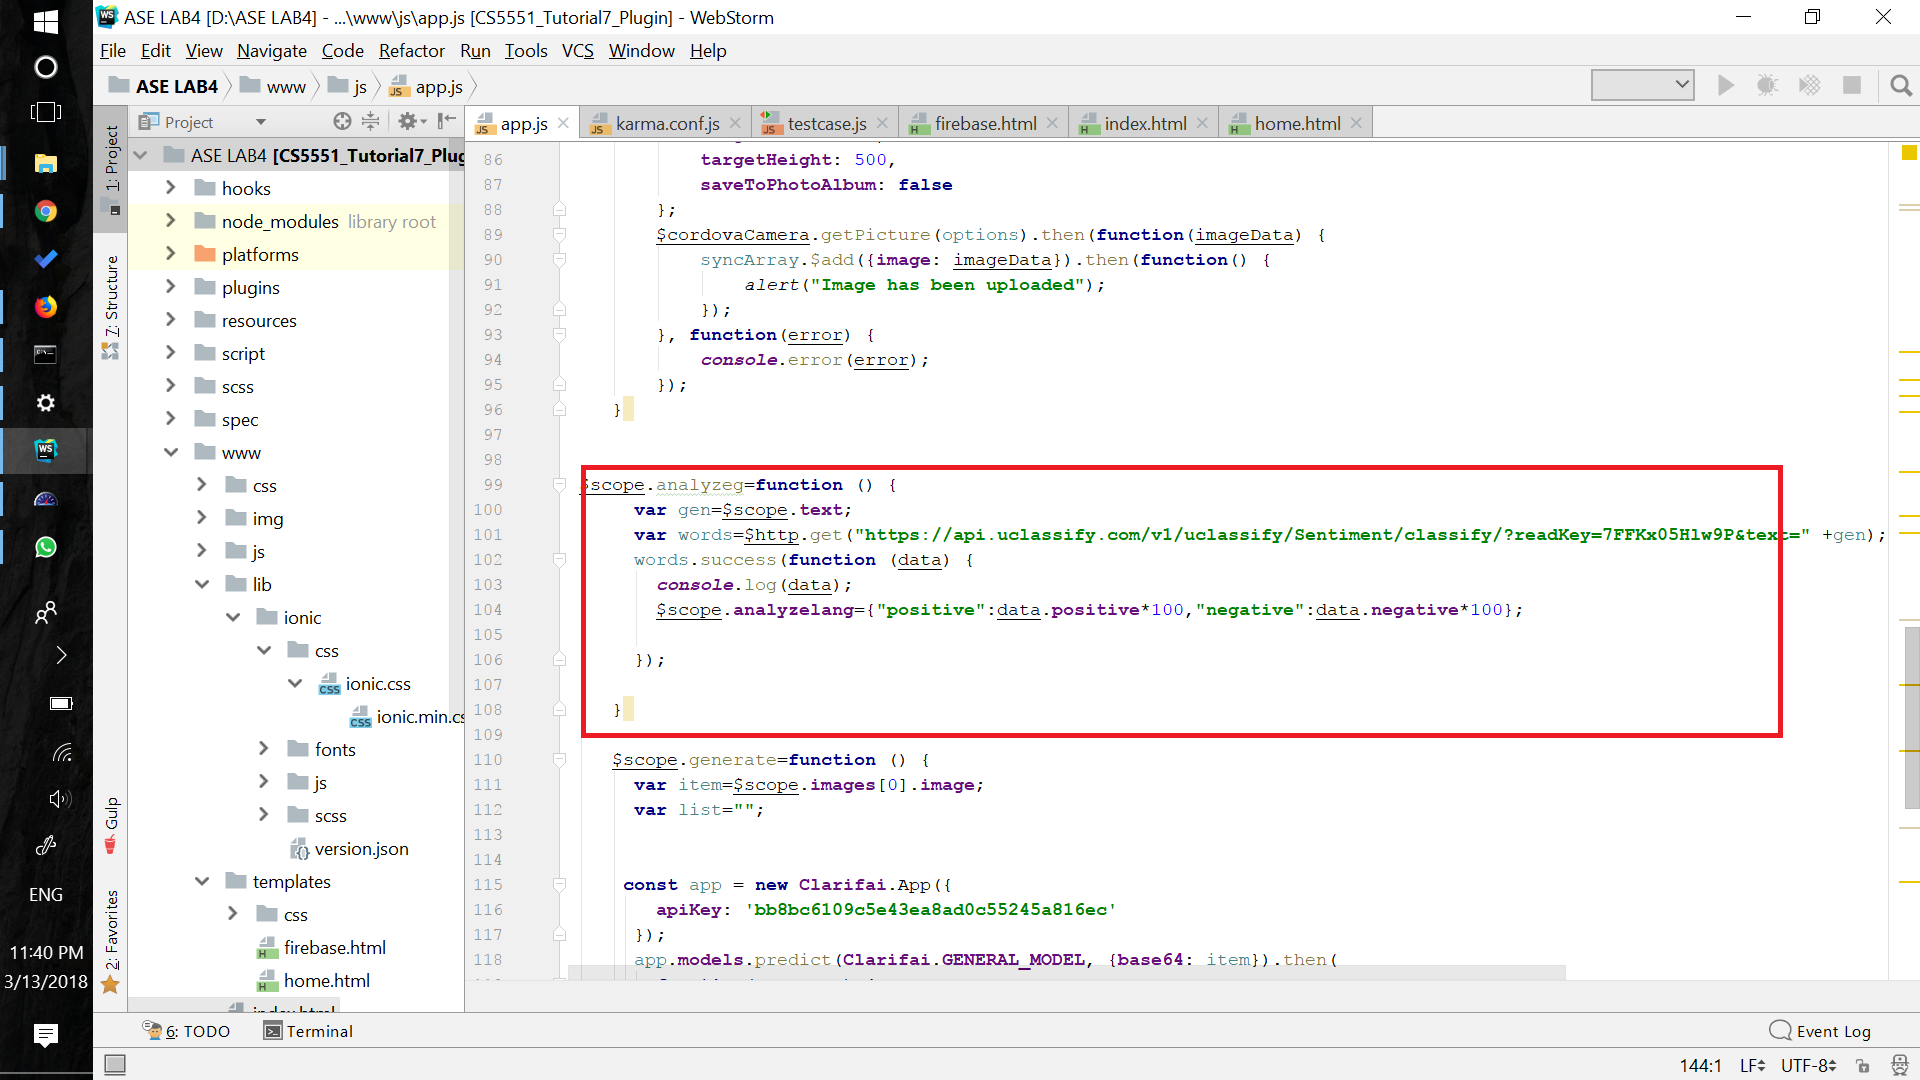 ASE LAB4 [D:\ASE LAB4] - ...\www\js\app.js [CS5551_Tutorial7_Plugin] - WebStorm
File Edit View Navigate Code Refactor Run Tools VCS Window Help
ASE LAB4 www js app.js
Project
app.js karma.conf.js testcase.js firebase.html index.html home.html
1: Project
7: Structure
Gulp
2: Favorites
ASE LAB4 [CS5551_Tutorial7_Plug
hooks
node_modules library root
platforms
plugins
resources
script
scss
spec
www
css
img
js
lib
ionic
css
ionic.css
ionic.min.cs
fonts
js
scss
version.json
templates
css
firebase.html
home.html
index.html
86 targetHeight: 500,
87 saveToPhotoAlbum: false
88 };
89 $cordovaCamera.getPicture(options).then(function(imageData) {
90 syncArray.$add({image: imageData}).then(function() {
91 alert("Image has been uploaded");
92 });
93 }, function(error) {
94 console.error(error);
95 });
96 }
97
98
99 $scope.analyzeg=function () {
100 var gen=$scope.text;
101 var words=$http.get("https://api.uclassify.com/v1/uclassify/Sentiment/classify/?readKey=7FFKx05Hlw9P&text=" +gen);
102 words.success(function (data) {
103 console.log(data);
104 $scope.analyzelang={"positive":data.positive*100,"negative":data.negative*100};
105
106 });
107
108 }
109
110 $scope.generate=function () {
111 var item=$scope.images[0].image;
112 var list="";
113
114
115 const app = new Clarifai.App({
116 apiKey: 'bb8bc6109c5e43ea8ad0c55245a816ec'
117 });
118 app.models.predict(Clarifai.GENERAL_MODEL, {base64: item}).then(
ENG
11:40 PM
3/13/2018
6: TODO Terminal Event Log
144:1 LF UTF-8